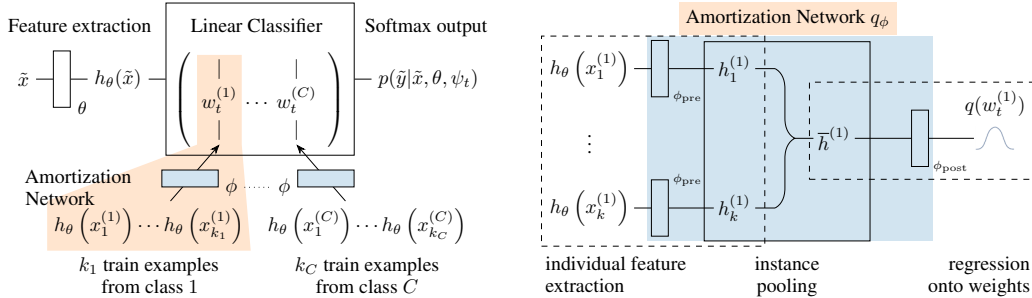 Feature extraction
Linear Classifier
Softmax output
x̃
θ
h_θ(x̃)
w_t^{(1)} ⋯ w_t^{(C)}
p(ỹ|x̃, θ, ψ_t)
Amortization
Network
ϕ ...... ϕ
h_θ(x_1^{(1)}) ⋯ h_θ(x_{k_1}^{(1)})
h_θ(x_1^{(C)}) ⋯ h_θ(x_{k_C}^{(C)})
k_1 train examples
from class 1
k_C train examples
from class C
Amortization Network q_ϕ
h_θ(x_1^{(1)})
ϕ_pre
h_1^{(1)}
⋮
h̅^{(1)}
ϕ_post
q(w_t^{(1)})
h_θ(x_k^{(1)})
ϕ_pre
h_k^{(1)}
individual feature
extraction
instance
pooling
regression
onto weights